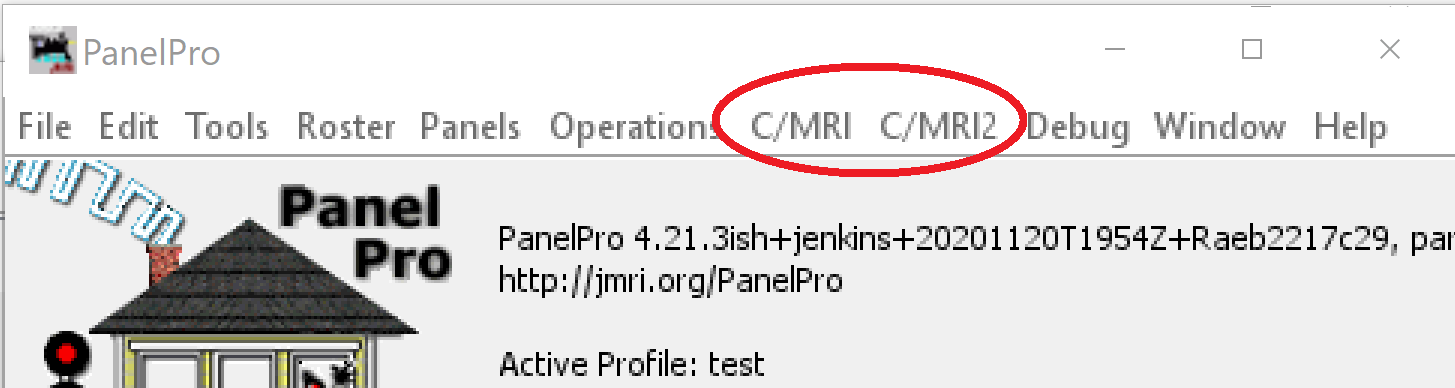 PanelPro
File Edit Tools Roster Panels Operations C/MRI C/MRI2 Debug Window Help
Panel
Pro
PanelPro 4.21.3ish+jenkins+20201120T1954Z+Raeb2217c29, par
http://jmri.org/PanelPro
Active Profile: test